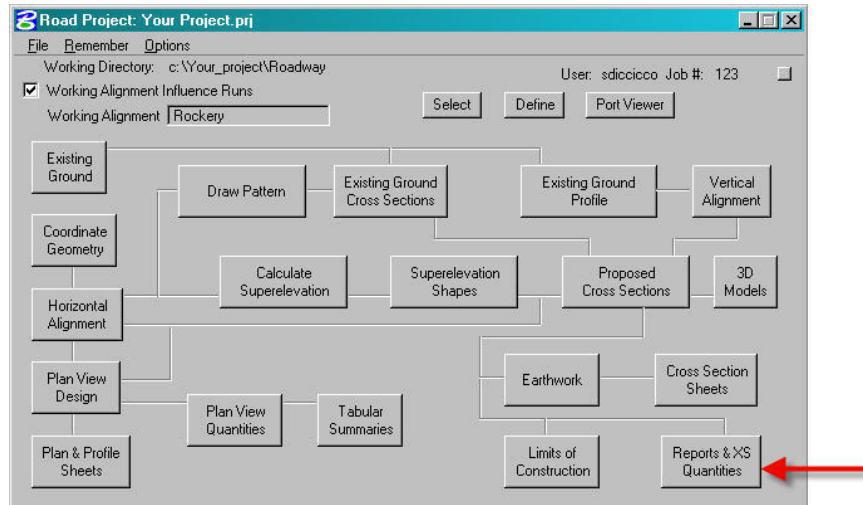 Road Project: Your Project.prj
File Remember Options
Working Directory: c:\Your_project\Roadway
User: sdiccicco Job #: 123
Working Alignment Influence Runs
Select Define Port Viewer
Working Alignment Rockery
Existing
Ground
Draw Pattern
Existing Ground
Cross Sections
Existing Ground
Profile
Vertical
Alignment
Coordinate
Geometry
Calculate
Superelevation
Superelevation
Shapes
Proposed
Cross Sections
3D
Models
Horizontal
Alignment
Plan View
Design
Earthwork
Cross Section
Sheets
Plan View
Quantities
Tabular
Summaries
Plan & Profile
Sheets
Limits of
Construction
Reports & XS
Quantities